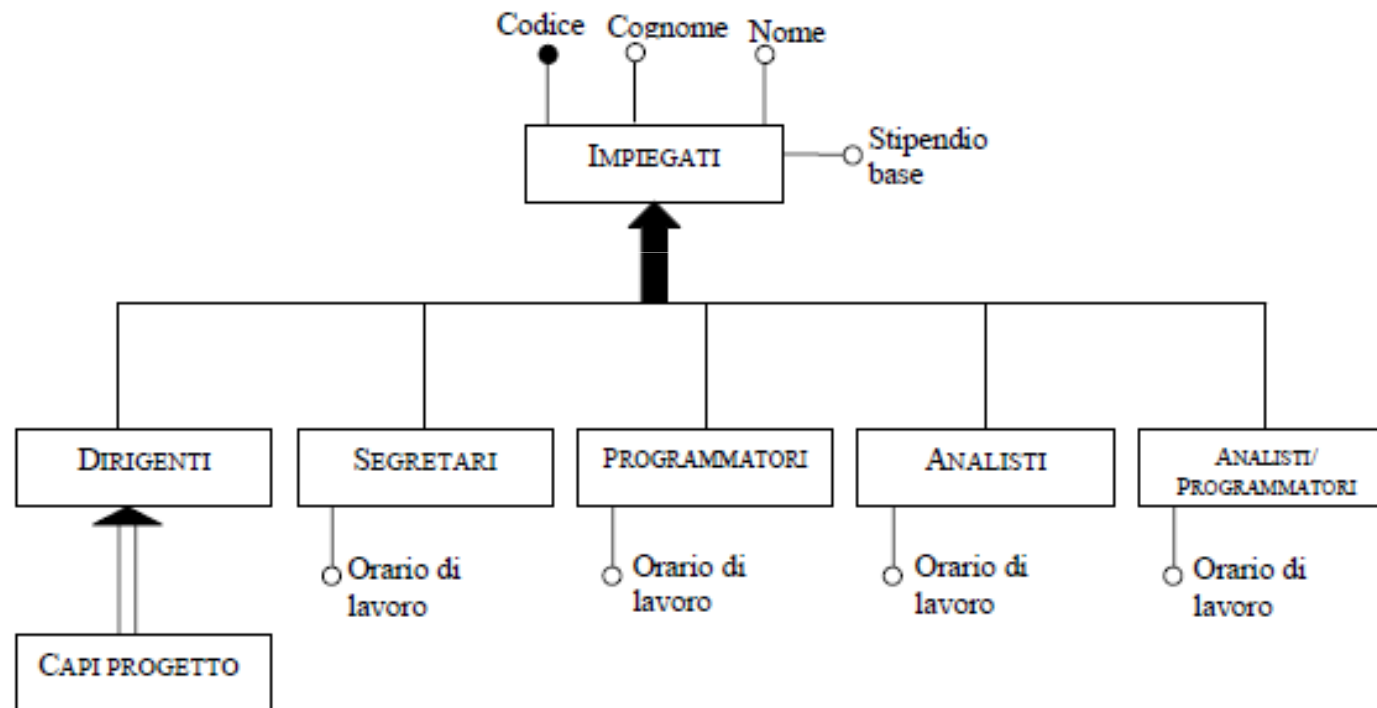 Codice Cognome Nome
IMPIEGATI
Stipendio
base
DIRIGENTI
SEGRETARI
PROGRAMMATORI
ANALISTI
ANALISTI/
PROGRAMMATORI
Orario di
lavoro
Orario di
lavoro
Orario di
lavoro
Orario di
lavoro
CAPI PROGETTO